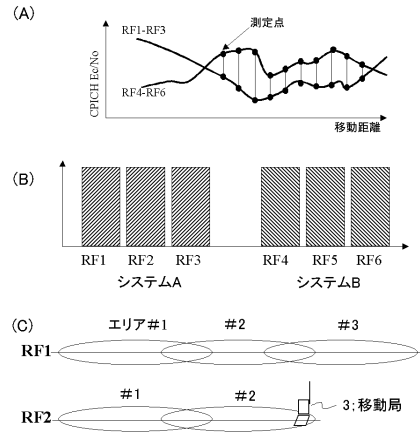 (A)
RF1-RF3
測定点
CPICH Ec/No
RF4-RF6
移動距離
(B)
RF1 RF2 RF3 RF4 RF5 RF6
システムA システムB
(C)
エリア#1 #2 #3
RF1
#1 #2
3;移動局
RF2